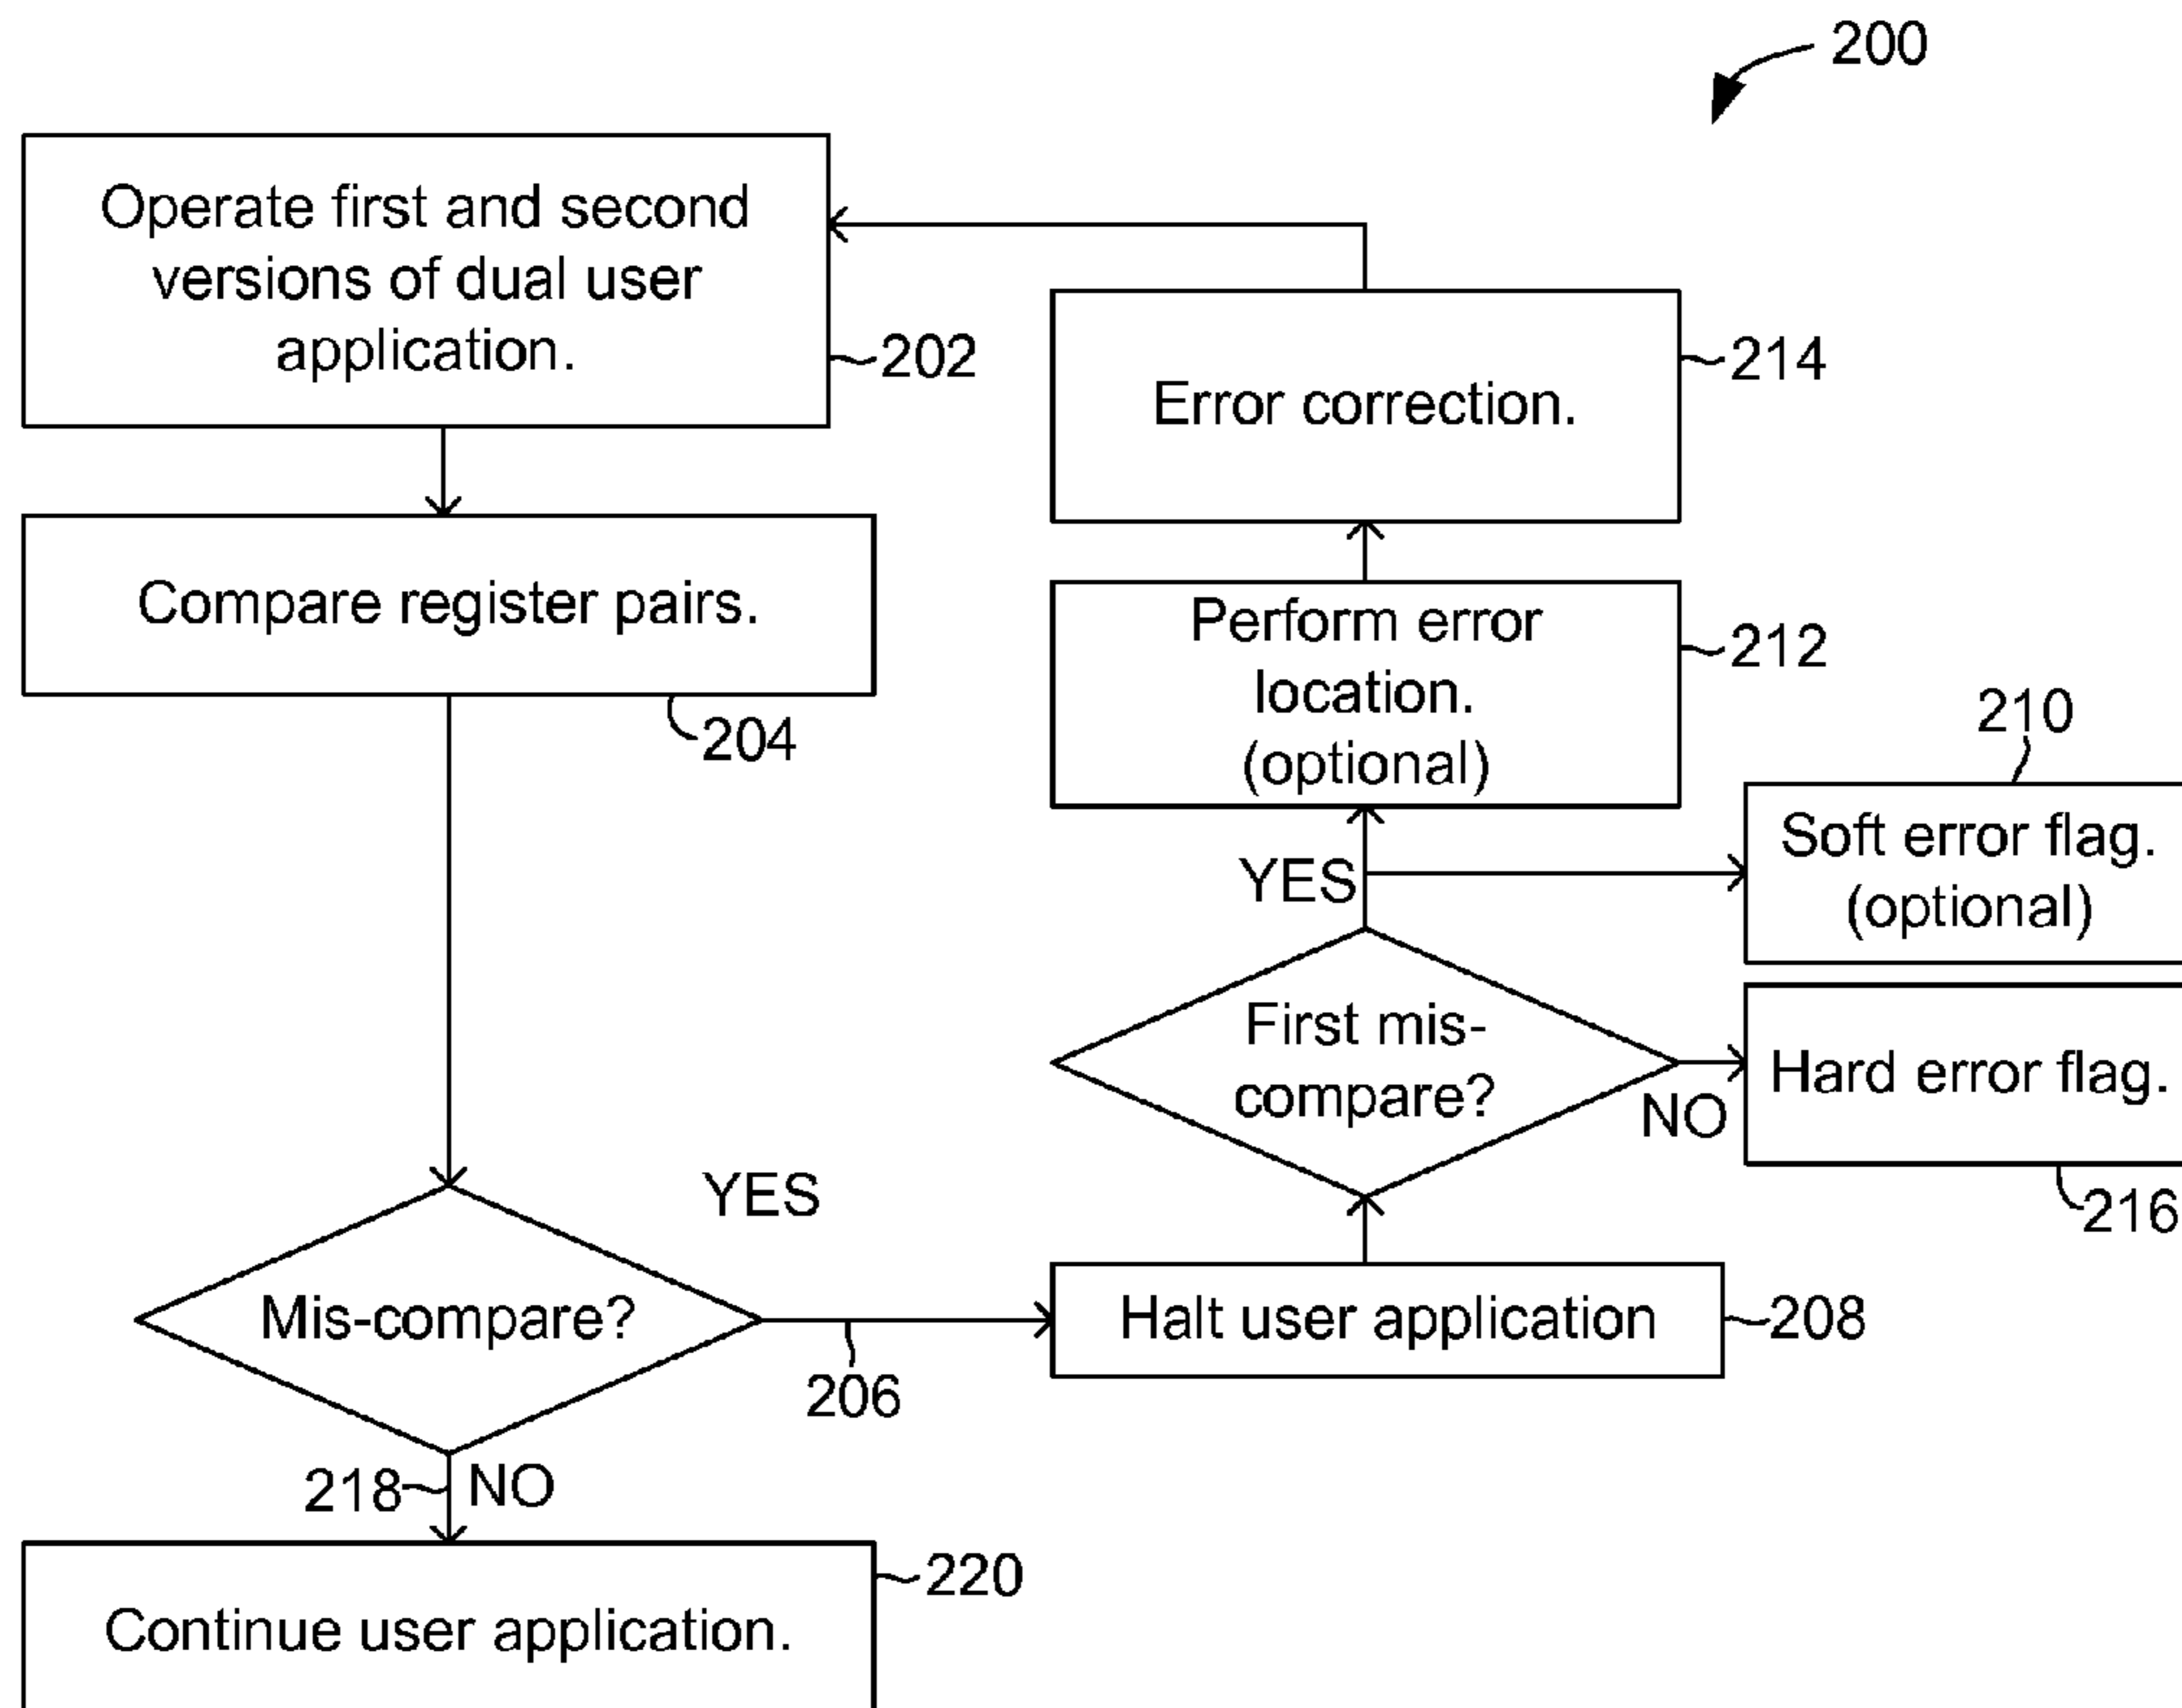 200
Operate first and second
versions of dual user
application.
202
Compare register pairs.
204
Mis-compare?
YES
206
218
NO
Continue user application.
220
Halt user application
208
First mis-
compare?
YES
NO
Hard error flag.
216
Soft error flag.
(optional)
210
Perform error
location.
(optional)
212
Error correction.
214